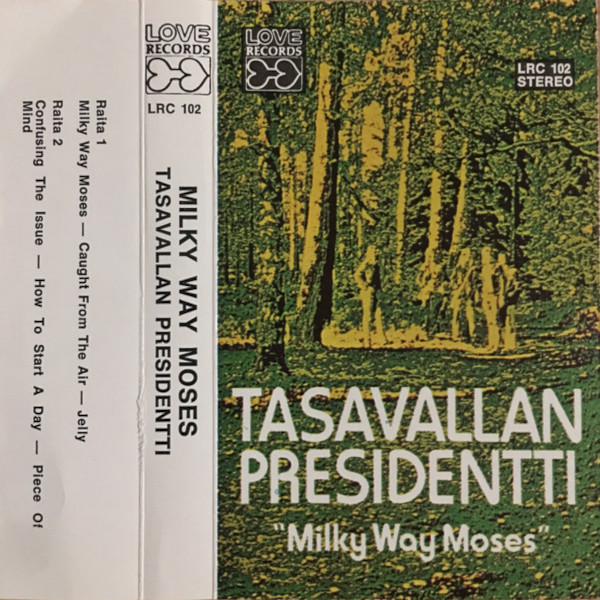 Raita 1
Milky Way Moses — Caught From The Air — Jelly
Raita 2
Confusing The Issue — How To Start A Day — Piece Of
Mind
LOVE
RECORDS
LRC 102
MILKY WAY MOSES
TASAVALLAN PRESIDENTTI
LOVE
RECORDS
LRC 102
STEREO
TASAVALLAN
PRESIDENTTI
"Milky Way Moses"